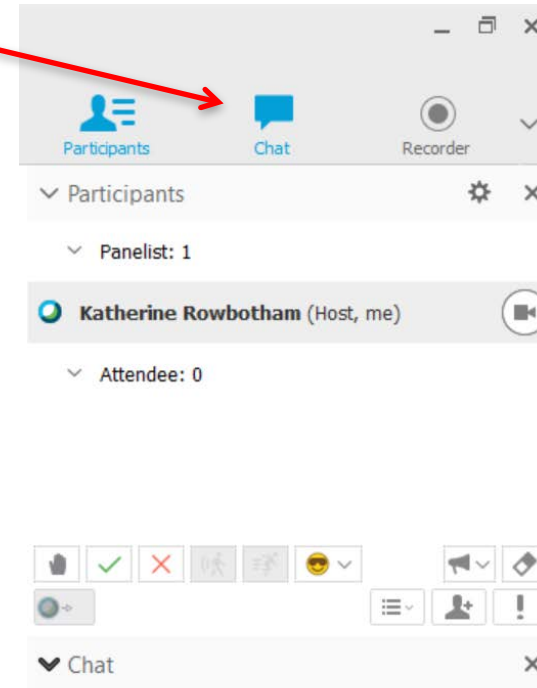 Participants Chat Recorder
Participants
Panelist: 1
Katherine Rowbotham (Host, me)
Attendee: 0
Chat